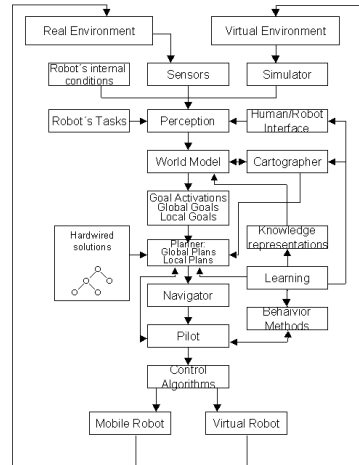 Real Environment
Virtual Environment
Robot´s internal
conditions
Sensors
Simulator
Robot´s Tasks
Perception
Human/Robot
Interface
World Model
Cartographer
Goal Activations
Global Goals
Local Goals
Hardwired
solutions
Planner:
Global Plans
Local Plans
Knowledge
representations
Navigator
Learning
Pilot
Behaivior
Methods
Control
Algorithms
Mobile Robot
Virtual Robot